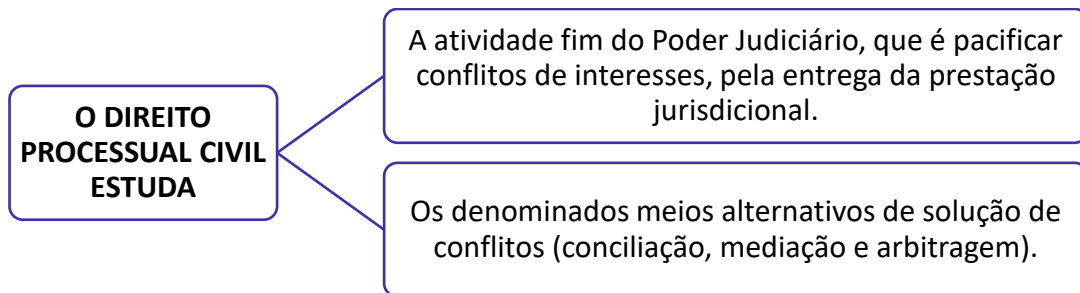 O DIREITO
PROCESSUAL CIVIL
ESTUDA
A atividade fim do Poder Judiciário, que é pacificar
conflitos de interesses, pela entrega da prestação
jurisdicional.
Os denominados meios alternativos de solução de
conflitos (conciliação, mediação e arbitragem).